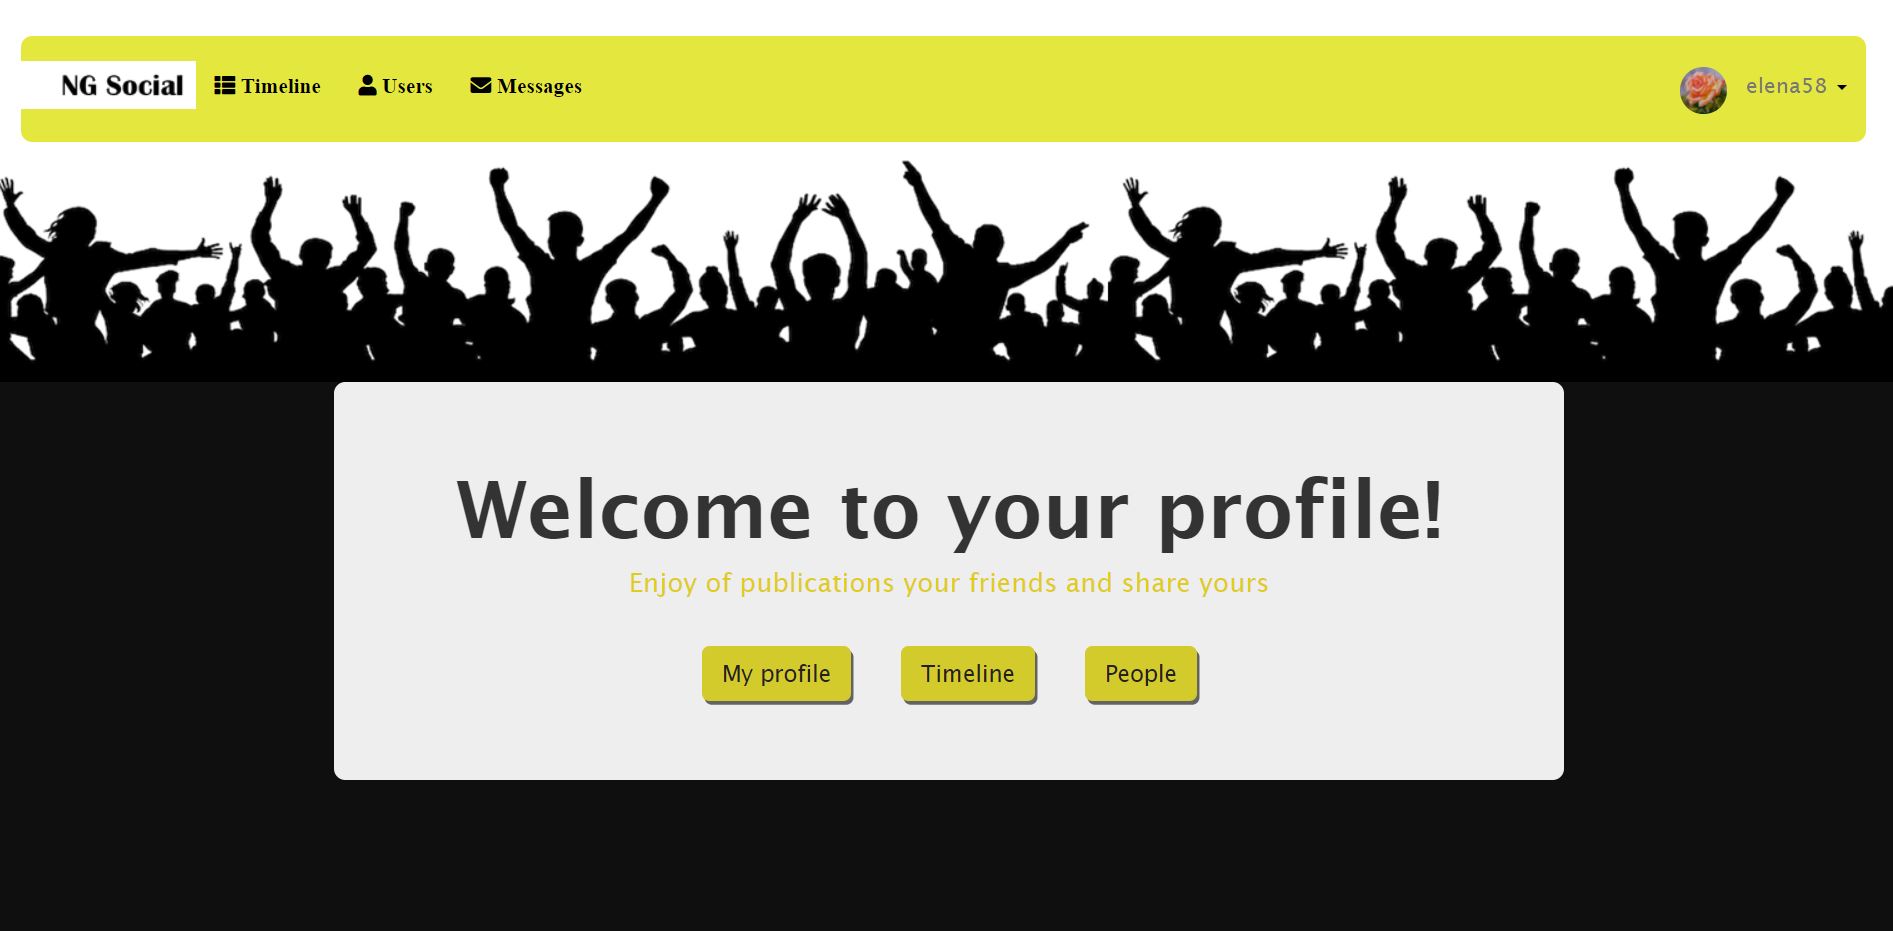 NG Social Timeline Users Messages elena58
Welcome to your profile!
Enjoy of publications your friends and share yours
My profile Timeline People